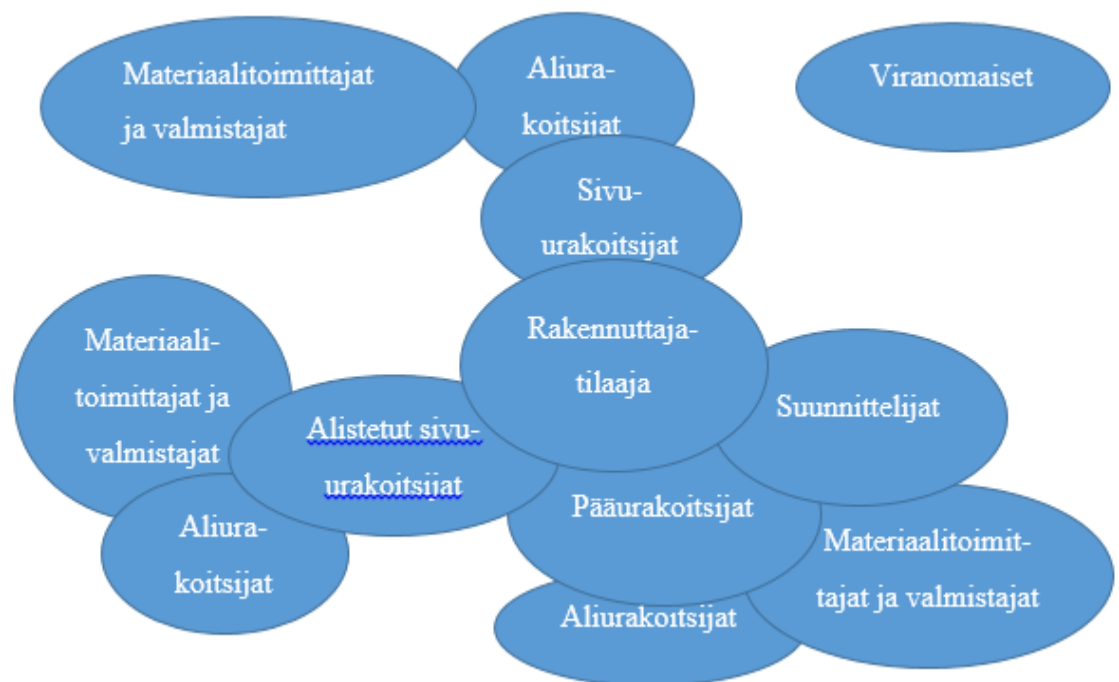 Materiaalitoimittajat
ja valmistajat
Aliura-
koitsijat
Viranomaiset
Sivu-
urakoitsijat
Rakennuttaja-
tilaaja
Materiaali-
toimittajat ja
valmistajat
Alistetut sivu-
urakoitsijat
Suunnittelijat
Pääurakoitsijat
Aliura-
koitsijat
Materiaalitoimit-
tajat ja valmistajat
Aliurakoitsijat